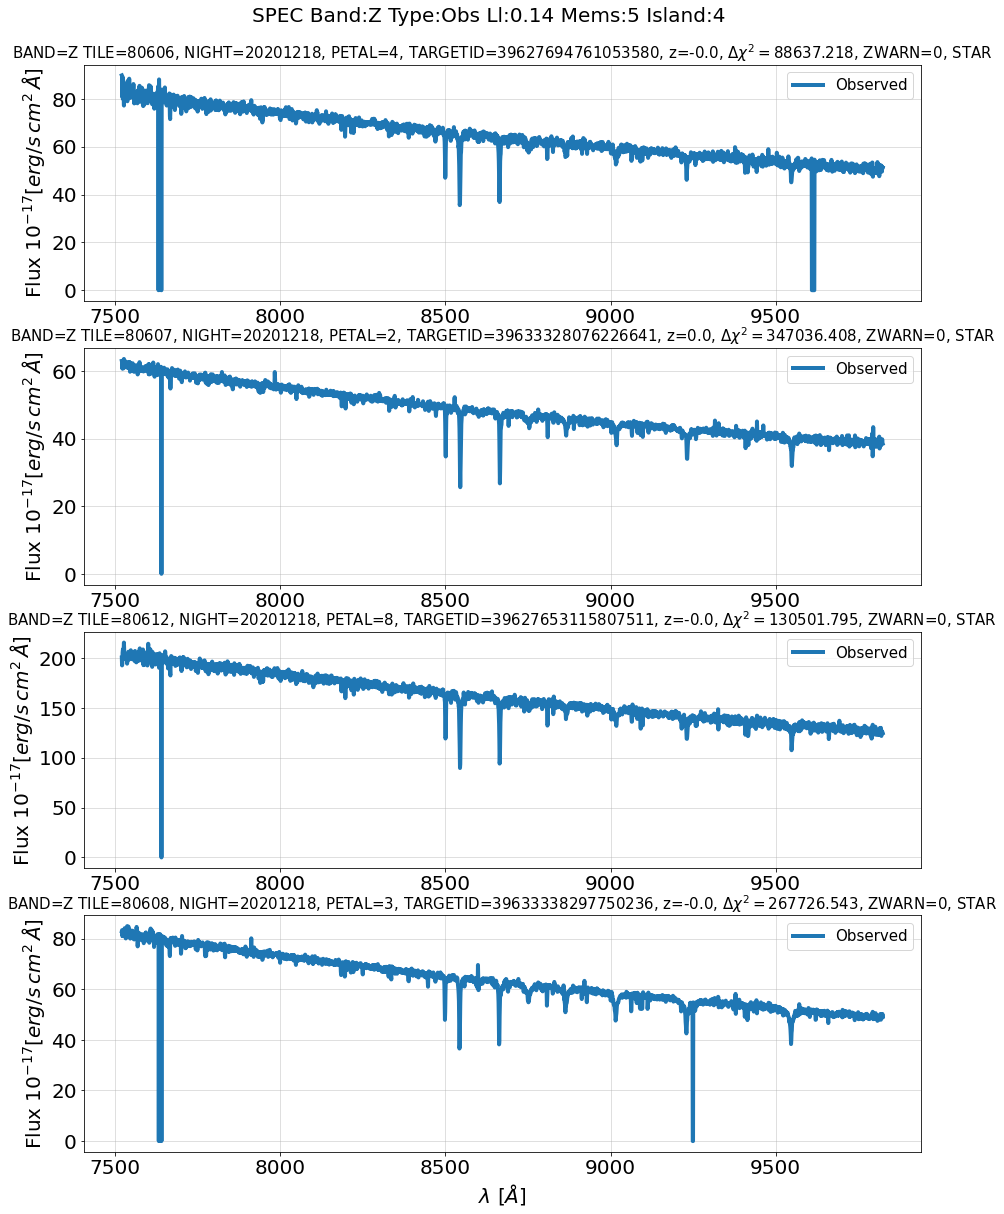 SPEC Band:Z Type:Obs Ll:0.14 Mems:5 Island:4
BAND=Z TILE=80606, NIGHT=20201218, PETAL=4, TARGETID=39627694761053580, z=-0.0, Δχ²=88637.218, ZWARN=0, STAR
Observed
Flux 10⁻¹⁷[erg/s cm² Å]
80
60
40
20
0
7500 8000 8500 9000 9500
BAND=Z TILE=80607, NIGHT=20201218, PETAL=2, TARGETID=39633328076226641, z=0.0, Δχ²=347036.408, ZWARN=0, STAR
Observed
Flux 10⁻¹⁷[erg/s cm² Å]
60
40
20
0
7500 8000 8500 9000 9500
BAND=Z TILE=80612, NIGHT=20201218, PETAL=8, TARGETID=39627653115807511, z=-0.0, Δχ²=130501.795, ZWARN=0, STAR
Observed
Flux 10⁻¹⁷[erg/s cm² Å]
200
150
100
50
0
7500 8000 8500 9000 9500
BAND=Z TILE=80608, NIGHT=20201218, PETAL=3, TARGETID=39633338297750236, z=-0.0, Δχ²=267726.543, ZWARN=0, STAR
Observed
Flux 10⁻¹⁷[erg/s cm² Å]
80
60
40
20
0
7500 8000 8500 9000 9500
λ [Å]